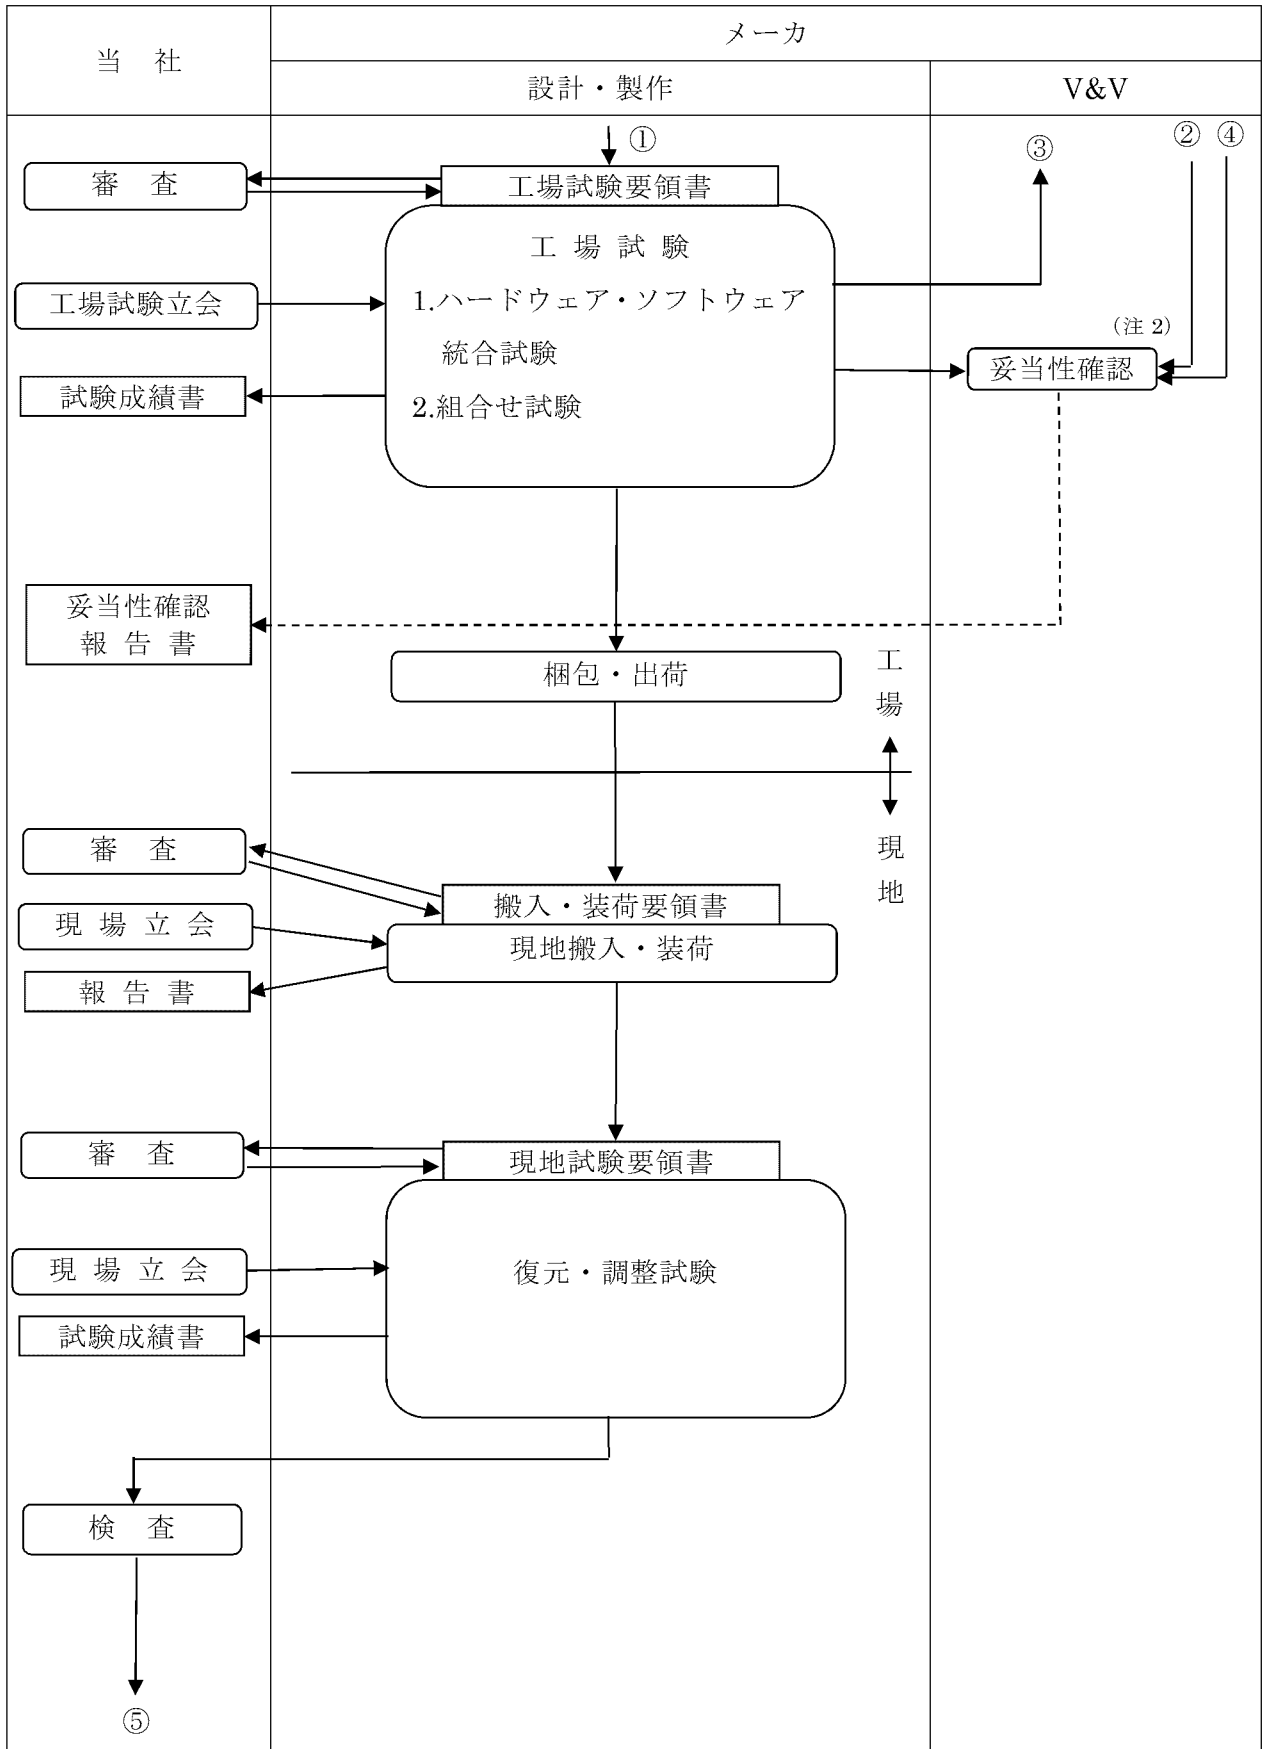 当 社
メーカ
設計・製作
V&V
①
②
④
③
審 査
工場試験要領書
工 場 試 験
工場試験立会
1.ハードウェア・ソフトウェア
統合試験
(注 2)
妥当性確認
試験成績書
2.組合せ試験
妥当性確認
報 告 書
梱包・出荷
工
場
現
地
審 査
搬入・装荷要領書
現 場 立 会
現地搬入・装荷
報 告 書
審 査
現地試験要領書
現 場 立 会
復元・調整試験
試験成績書
検 査
⑤